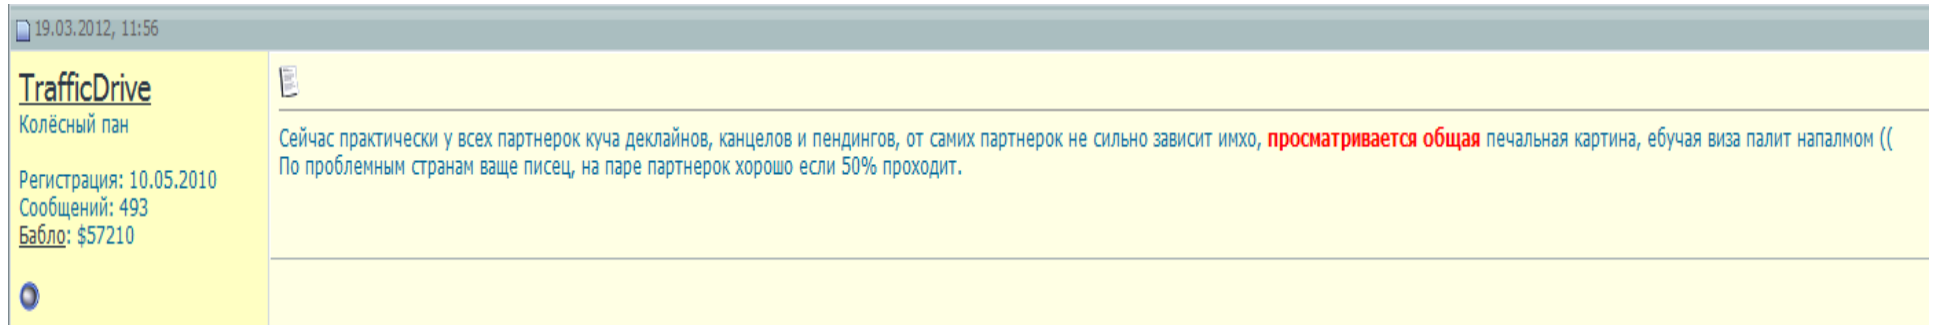 19.03.2012, 11:56
TrafficDrive
Колёсный пан
Регистрация: 10.05.2010
Сообщений: 493
Бабло: $57210
Сейчас практически у всех партнерок куча деклайнов, канцелов и пендингов, от самих партнерок не сильно зависит имхо, просматривается общая печальная картина, ебучая виза палит напалмом ((
По проблемным странам ваще писец, на паре партнерок хорошо если 50% проходит.